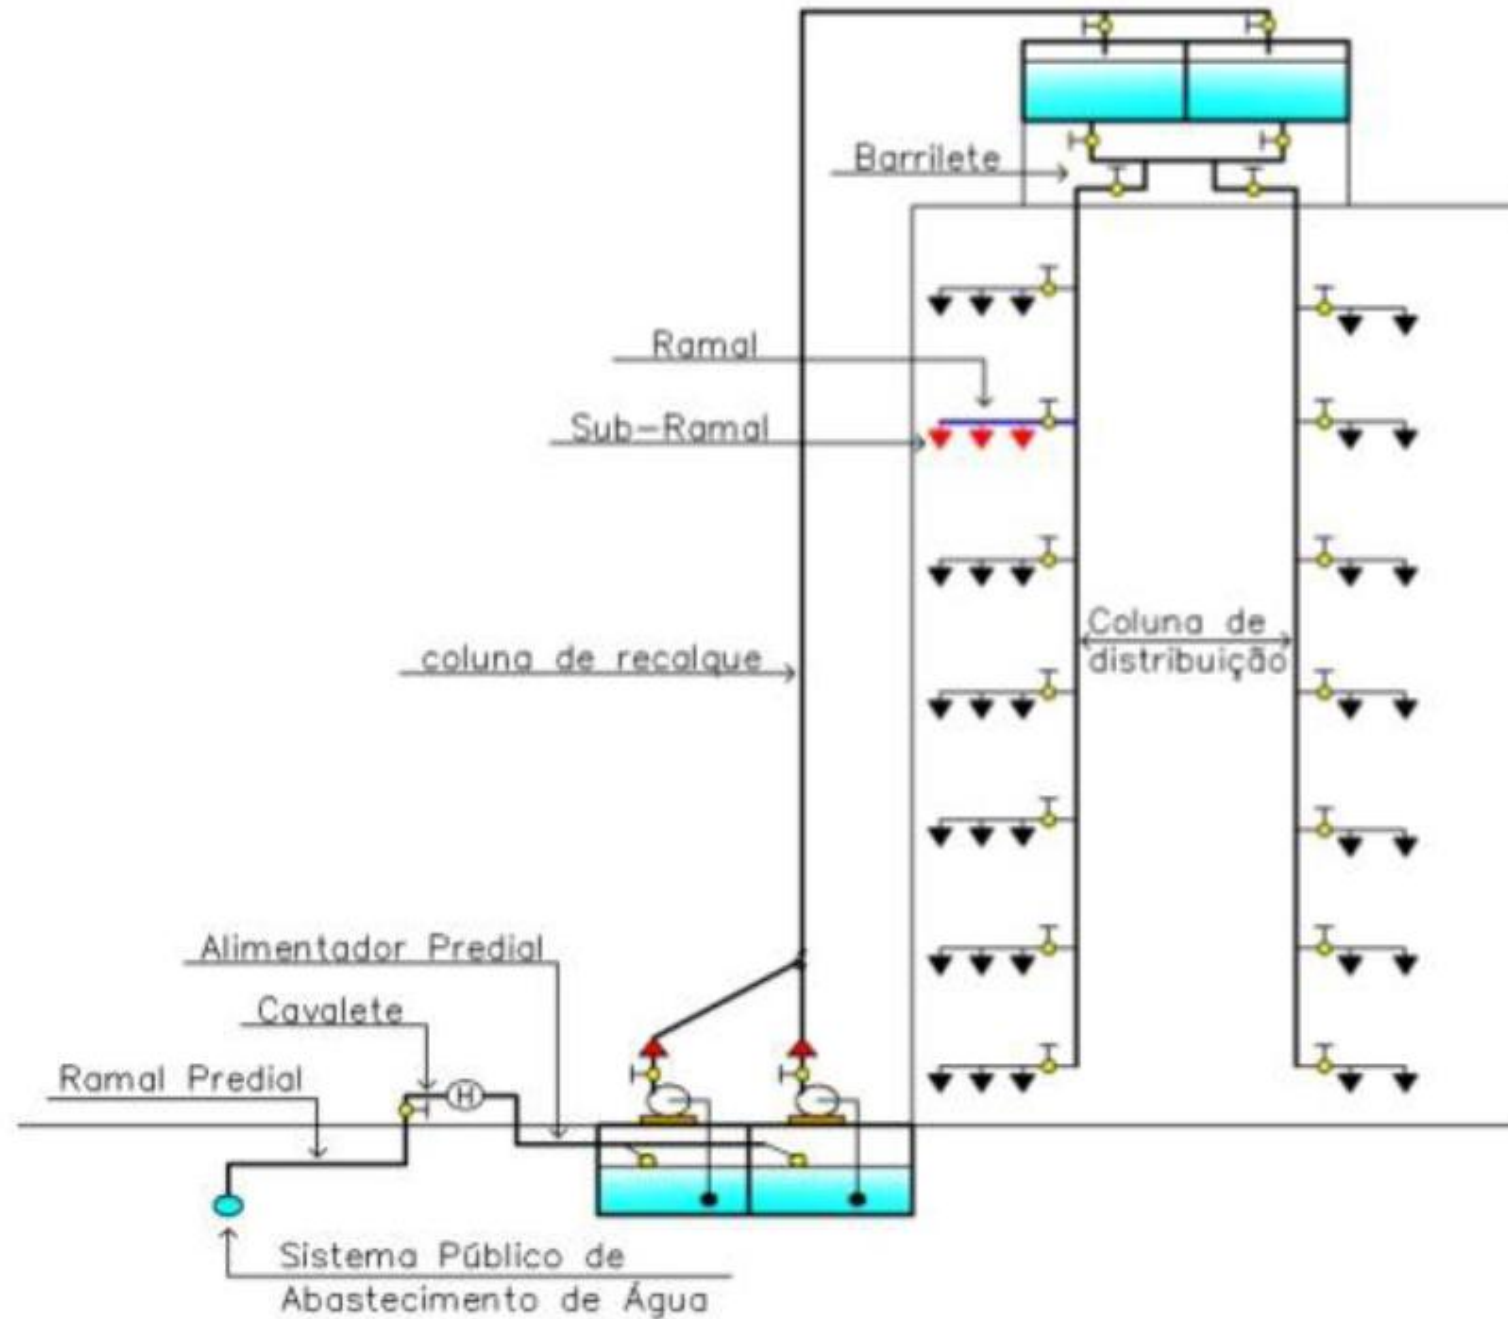 Barrilete
Ramal
Sub-Ramal
Coluna de
distribuição
coluna de recalque
Alimentador Predial
Cavalete
Ramal Predial
H
Sistema Público de
Abastecimento de Água